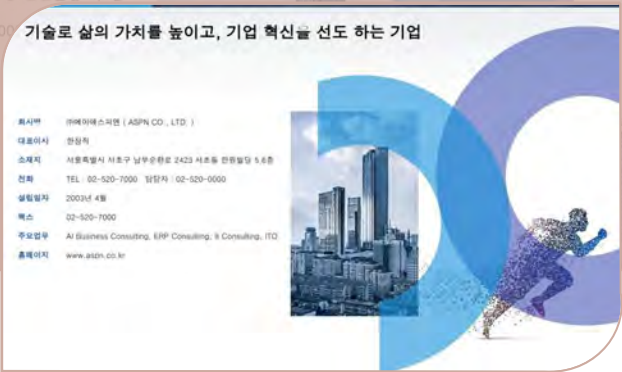 기술로 삶의 가치를 높이고, 기업 혁신을 선도 하는 기업
회사명 ㈜에이에스피엔 ( ASPN CO., LTD. )
대표이사 한창직
소재지 서울특별시 서초구 남부순환로 2423 서초동 한원빌딩 5,6층
전화 TEL : 02-520-7000 담당자 : 02-520-0000
설립일자 2003년 4월
팩스 02-520-7000
주요업무 AI Business Consulting, ERP Consulting, It Consulting, ITO
홈페이지 www.aspn.co.kr